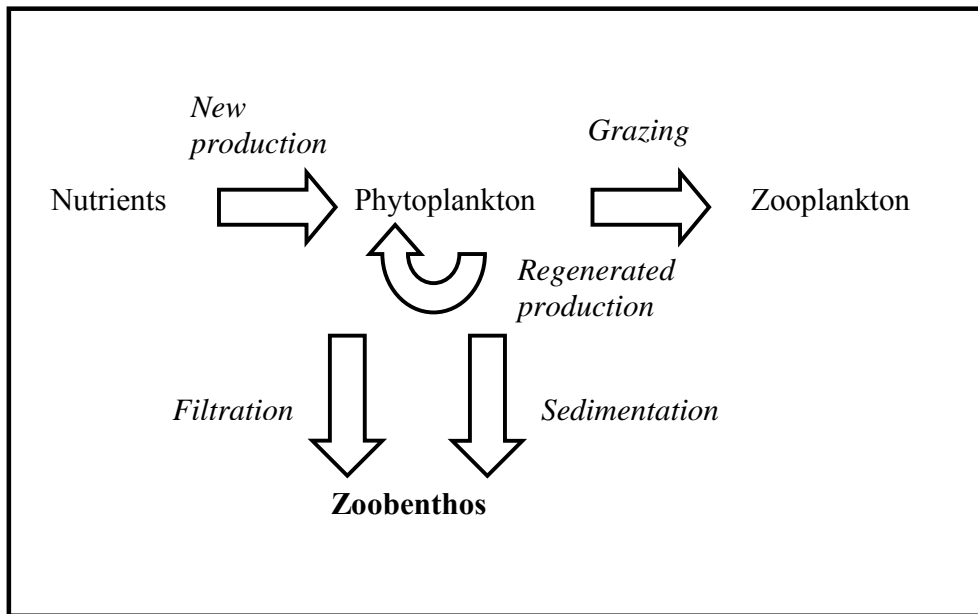 New
production
Grazing
Nutrients
Phytoplankton
Zooplankton
Regenerated
production
Filtration
Sedimentation
Zoobenthos